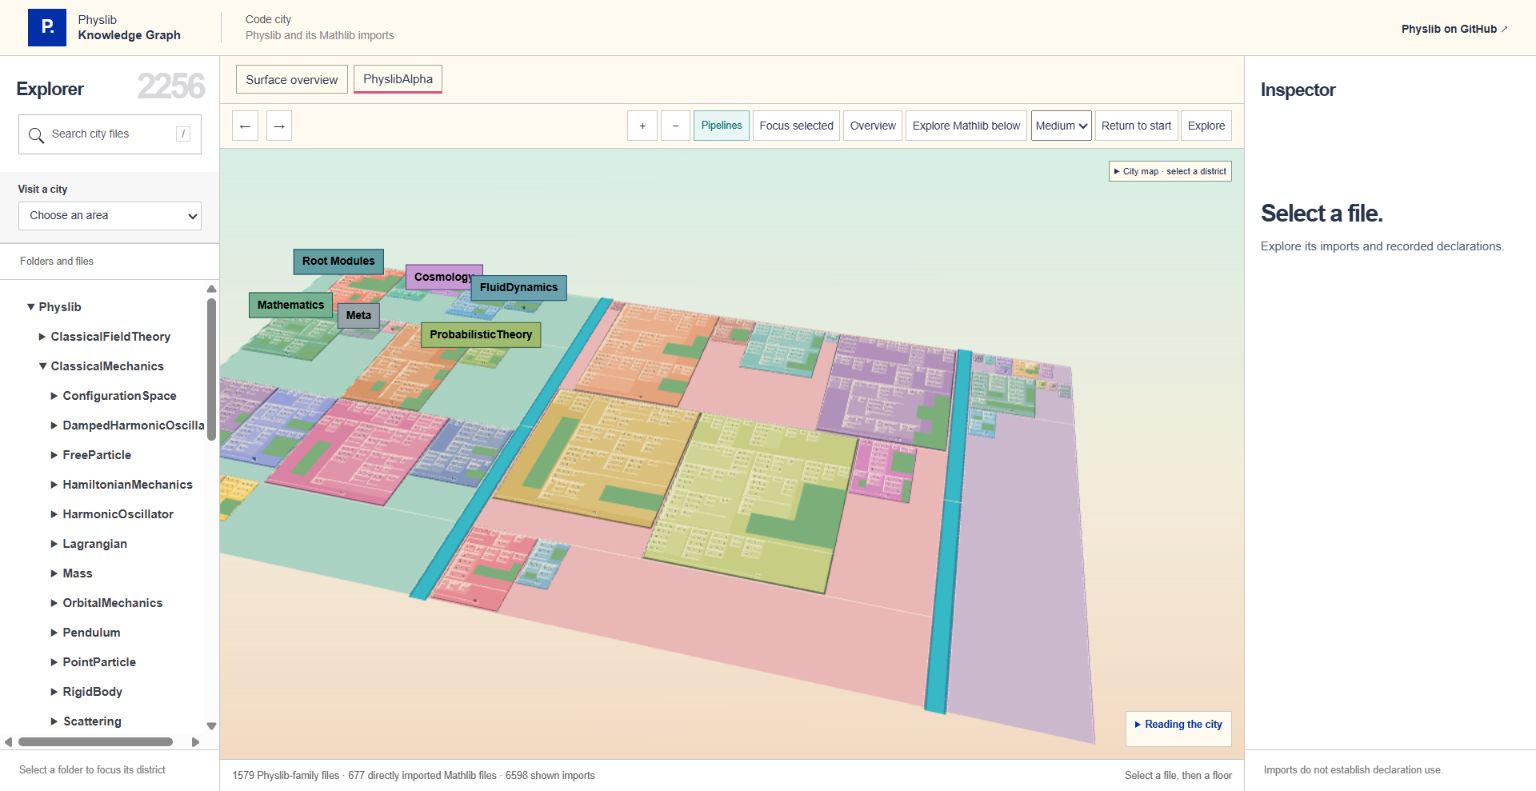 P.
Physlib
Knowledge Graph
Code city
Physlib and its Mathlib imports
Physlib on GitHub ↗
Explorer
2256
Search city files
/
Visit a city
Choose an area
Folders and files
Physlib
ClassicalFieldTheory
ClassicalMechanics
ConfigurationSpace
DampedHarmonicOscilla
FreeParticle
HamiltonianMechanics
HarmonicOscillator
Lagrangian
Mass
OrbitalMechanics
Pendulum
PointParticle
RigidBody
Scattering
Select a folder to focus its district
Surface overview
PhyslibAlpha
← → + − Pipelines Focus selected Overview Explore Mathlib below Medium Return to start Explore
City map · select a district
Root Modules
Cosmology
FluidDynamics
Mathematics
Meta
ProbabilisticTheory
Reading the city
1579 Physlib-family files · 677 directly imported Mathlib files · 6598 shown imports
Select a file, then a floor
Inspector
Select a file.
Explore its imports and recorded declarations.
Imports do not establish declaration use.